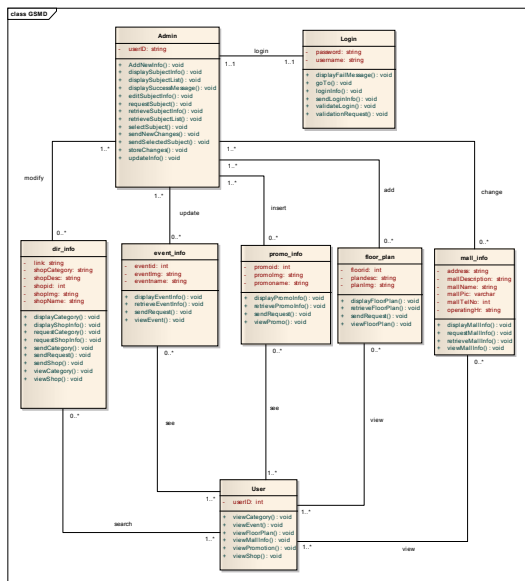 class GSMD
Admin
- userID: string
+ AddNewInfo() : void
+ displaySubjectInfo() : void
+ displaySubjectList() : void
+ displaySuccessMessage() : void
+ editSubjectInfo() : void
+ requestSubject() : void
+ retrieveSubjectInfo() : void
+ retrieveSubjectList() : void
+ selectSubject() : void
+ sendNewChanges() : void
+ sendSelectedSubject() : void
+ storeChanges() : void
+ updateInfo() : void
Login
- password: string
- username: string
+ displayFailMessage() : void
+ goTo() : void
+ loginInfo() : void
+ sendLoginInfo() : void
+ validateLogin() : void
+ validationRequest() : void
login
1..1
1..1
1..*
1..*
1..*
1..*
1..*
modify
update
insert
add
change
0..*
0..*
0..*
0..*
0..*
dir_info
- link: string
- shopCategory: string
- shopDesc: string
- shopid: int
- shopImg: string
- shopName: string
+ displayCategory() : void
+ displayShopInfo() : void
+ requestCategory() : void
+ requestShopInfo() : void
+ sendCategory() : void
+ sendRequest() : void
+ sendShop() : void
+ viewCategory() : void
+ viewShop() : void
event_info
- eventid: int
- eventImg: string
- eventname: string
+ displayEventInfo() : void
+ retrieveEventInfo() : void
+ sendRequest() : void
+ viewEvent() : void
promo_info
- promoid: int
- promoImg: string
- promoname: string
+ displayPromoInfo() : void
+ retrievePromoInfo() : void
+ sendRequest() : void
+ viewPromo() : void
floor_plan
- floorid: int
- plandesc: string
- planImg: string
+ displayFloorPlan() : void
+ retrieveFloorPlan() : void
+ sendRequest() : void
+ viewFloorPlan() : void
mall_info
- address: string
- mallDescription: string
- mallName: string
- mallPic: varchar
- mallTelNo: int
- operatingHr: string
+ displayMallInfo() : void
+ requestMallInfo() : void
+ retrieveMallInfo() : void
+ viewMallInfo() : void
0..*
0..*
0..*
0..*
0..*
see
see
view
search
view
1..*
1..*
1..*
1..*
1..*
User
- userID: int
+ viewCategory() : void
+ viewEvent() : void
+ viewFloorPlan() : void
+ viewMallInfo() : void
+ viewPromotion() : void
+ viewShop() : void